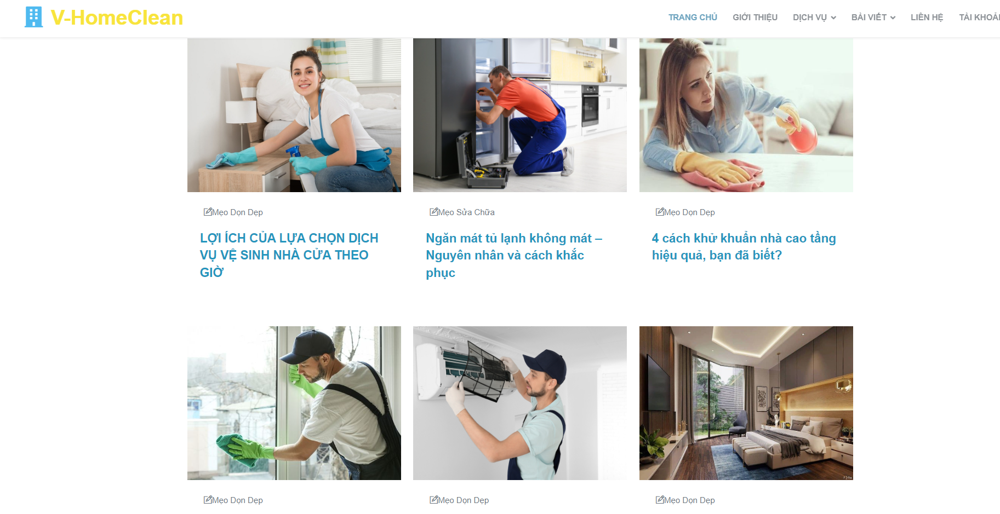 V-HomeClean
TRANG CHỦ GIỚI THIỆU DỊCH VỤ BÀI VIẾT LIÊN HỆ TÀI KHOẢN
Mẹo Dọn Dẹp
LỢI ÍCH CỦA LỰA CHỌN DỊCH
VỤ VỆ SINH NHÀ CỬA THEO
GIỜ
Mẹo Sửa Chữa
Ngăn mát tủ lạnh không mát –
Nguyên nhân và cách khắc
phục
Mẹo Dọn Dẹp
4 cách khử khuẩn nhà cao tầng
hiệu quả, bạn đã biết?
Mẹo Dọn Dẹp
Mẹo Dọn Dẹp
Mẹo Dọn Dẹp